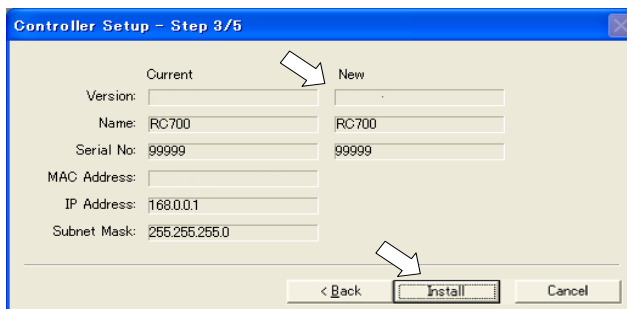 Controller Setup - Step 3/5
Current New
Version:
Name: RC700 RC700
Serial No: 99999 99999
MAC Address:
IP Address: 168.0.0.1
Subnet Mask: 255.255.255.0
< Back Install Cancel